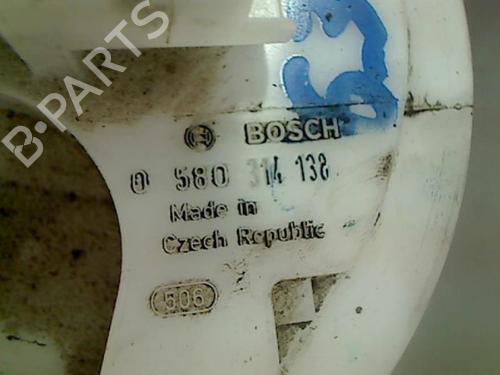 B-PARTS
BOSCH
0 580 314 138
Made in
Czech Republic
506